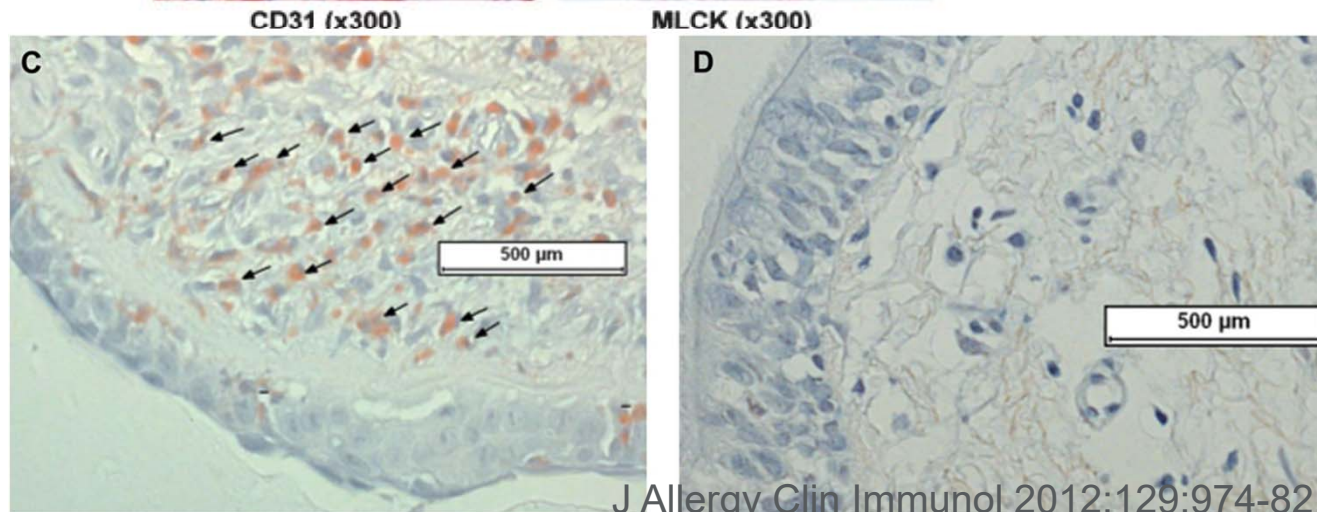 CD31 (x300)
MLCK (x300)
C
D
500 µm
500 µm
J Allergy Clin Immunol 2012;129:974-82